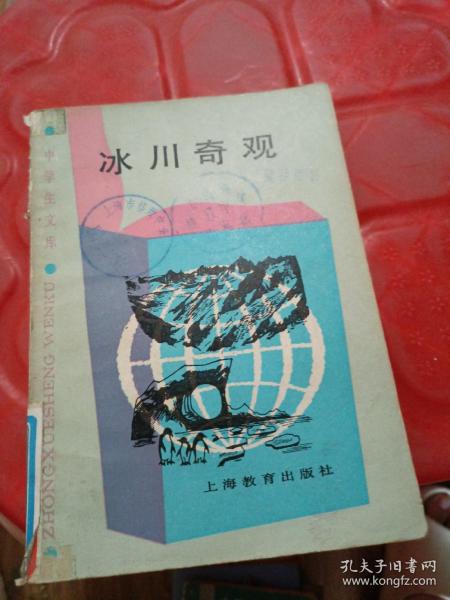 冰川奇观
中学生文库
ZHONGXUESHENG WENKU
上海教育出版社
孔夫子旧书网
www.kongfz.com